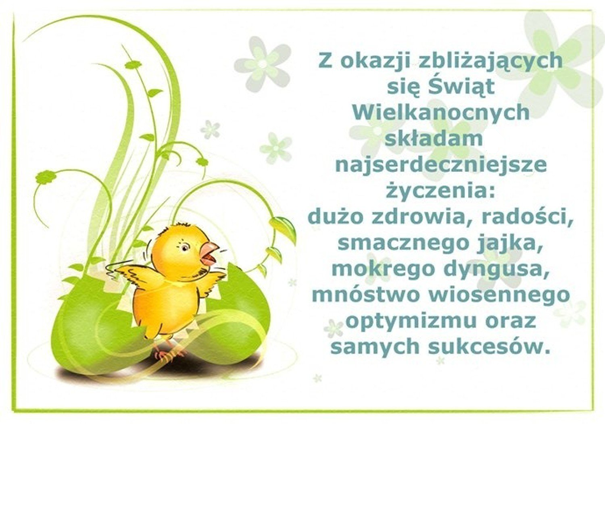 Z okazji zbliżających
się Świąt
Wielkanocnych
składam
najserdeczniejsze
życzenia:
dużo zdrowia, radości,
smacznego jajka,
mokrego dyngusa,
mnóstwo wiosennego
optymizmu oraz
samych sukcesów.